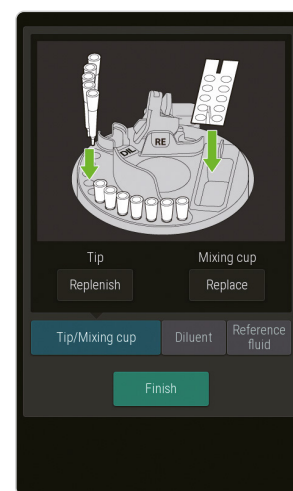 DIL
RE
Tip
Mixing cup
Replenish
Replace
Tip/Mixing cup
Diluent
Reference
fluid
Finish